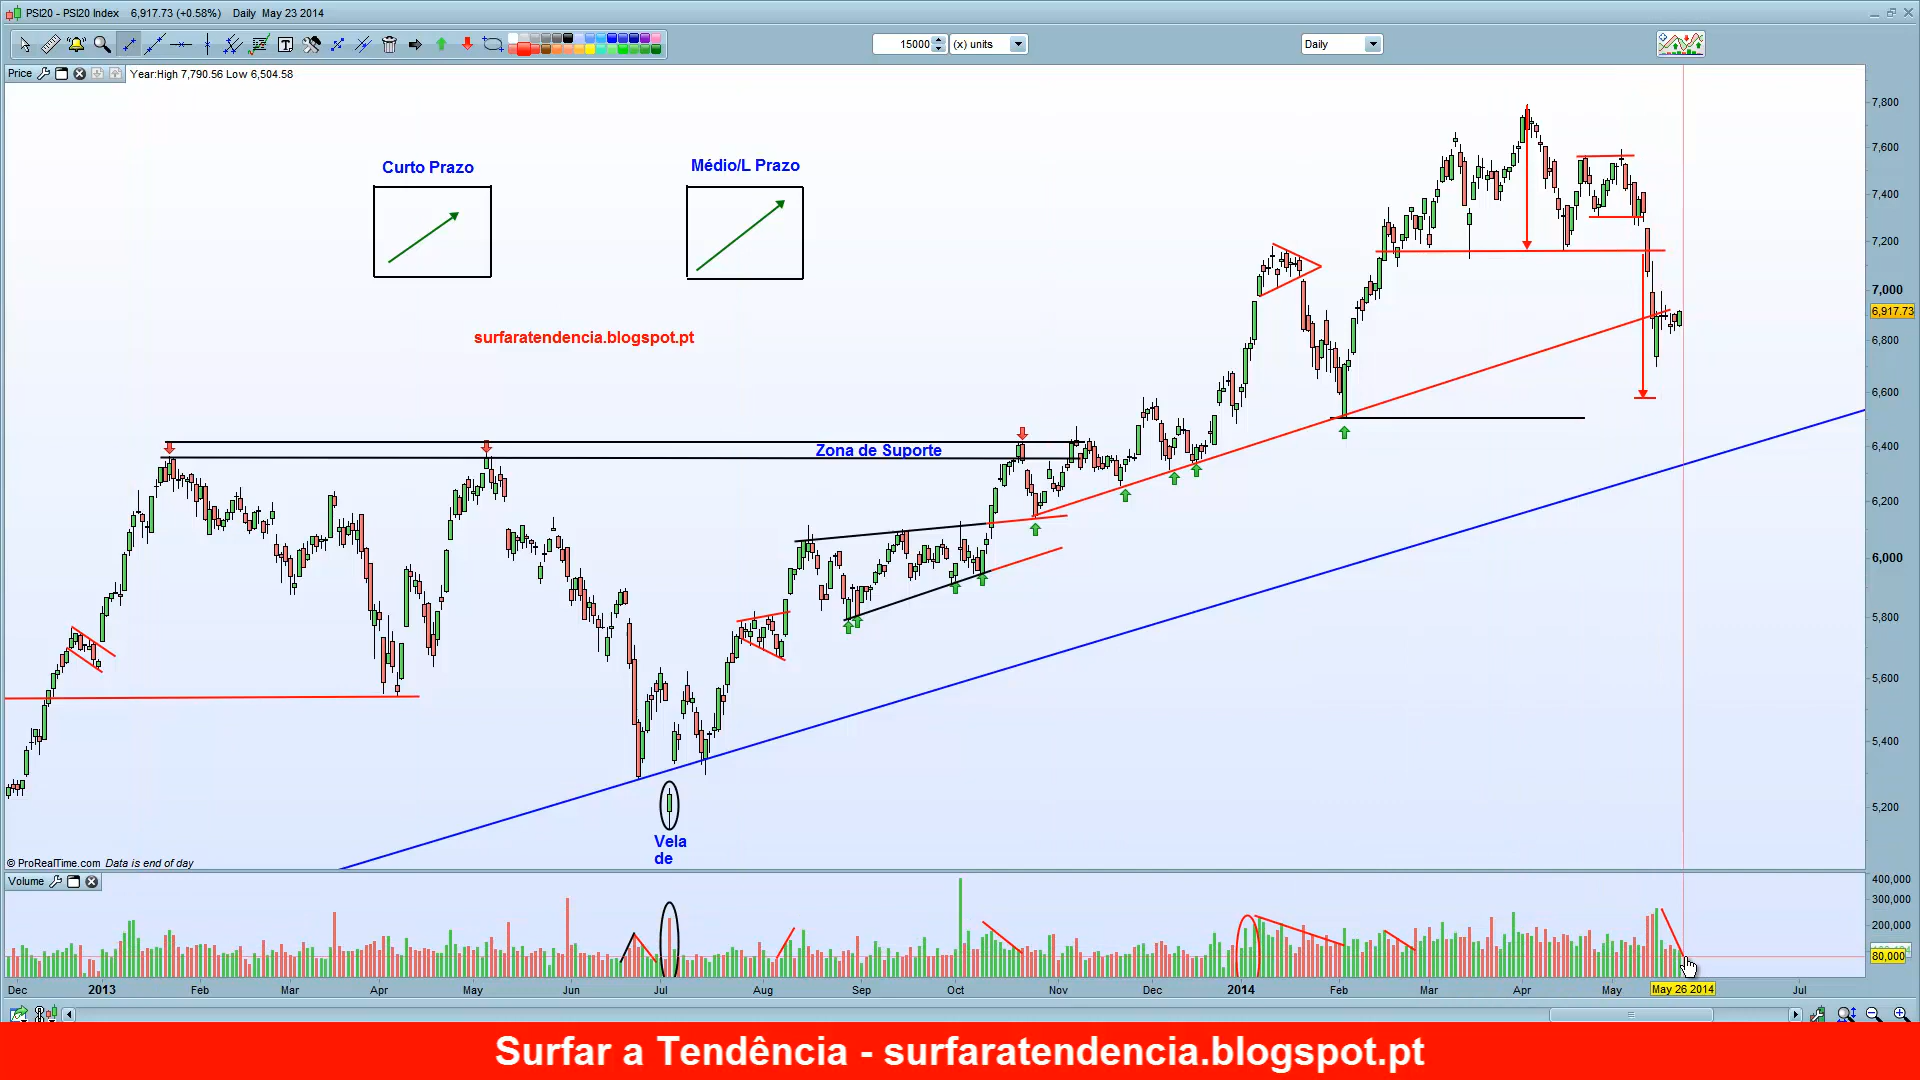 PSI20 - PSI20 Index 6,917.73 (+0.58%) Daily May 23 2014
15000 (x) units Daily
Price Year:High 7,790.56 Low 6,504.58
Curto Prazo
Médio/L Prazo
surfaratendencia.blogspot.pt
Zona de Suporte
Vela
de
7,800
7,600
7,400
7,200
7,000
6,917.73
6,800
6,600
6,400
6,200
6,000
5,800
5,600
5,400
5,200
© ProRealTime.com Data is end of day
Volume
400,000
300,000
200,000
80,000
Dec 2013 Feb Mar Apr May Jun Jul Aug Sep Oct Nov Dec 2014 Feb Mar Apr May May 26 2014 Jul
Surfar a Tendência - surfaratendencia.blogspot.pt